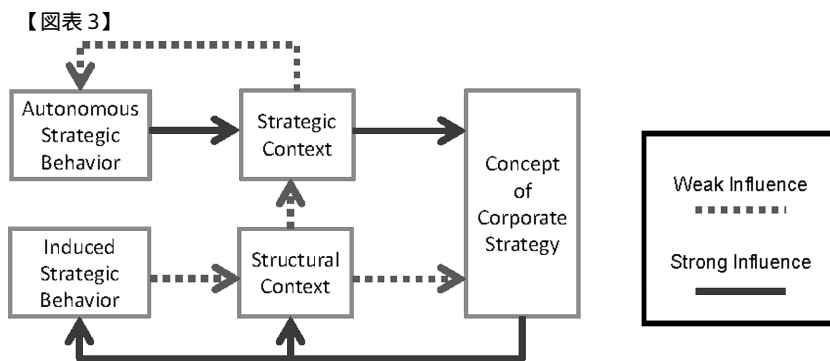 【図表3】
Autonomous
Strategic
Behavior
Strategic
Context
Concept
of
Corporate
Strategy
Induced
Strategic
Behavior
Structural
Context
Weak Influence
Strong Influence